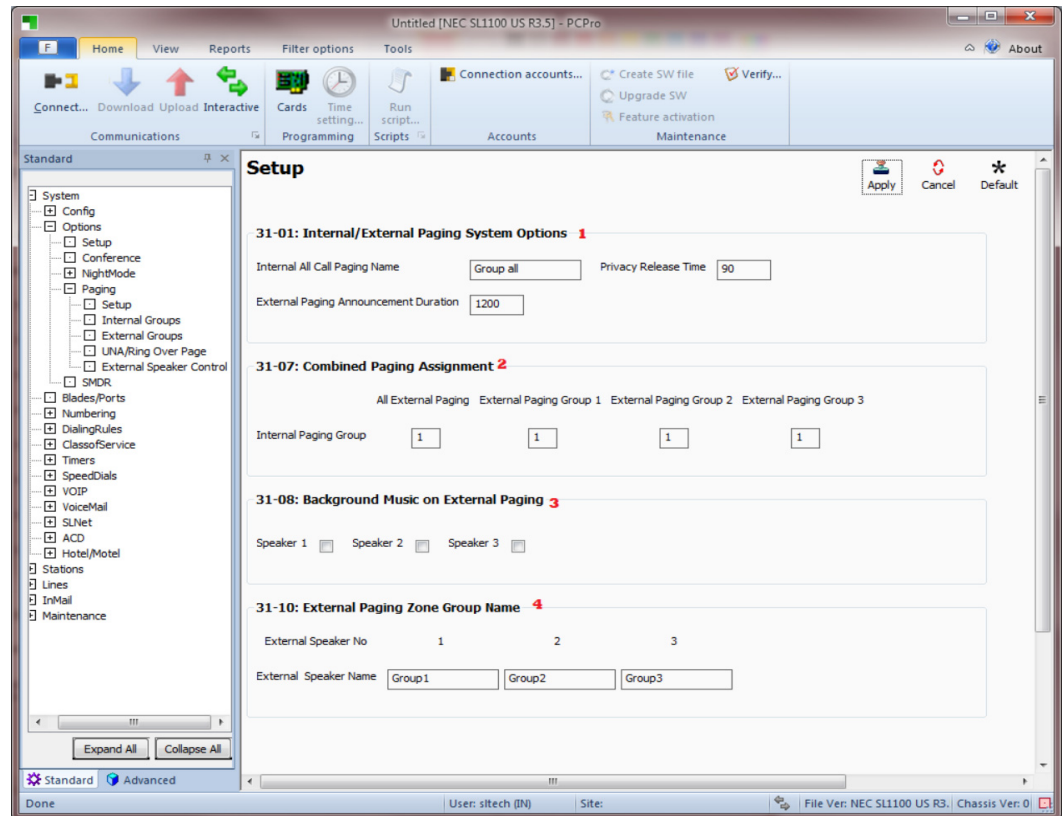 Untitled [NEC SL1100 US R3.5] - PCPro
F Home View Reports Filter options Tools About
Connect... Download Upload Interactive
Communications
Cards Time setting...
Programming
Run script...
Scripts
Connection accounts...
Accounts
Create SW file Verify...
Upgrade SW
Feature activation
Maintenance
Standard
System
Config
Options
Setup
Conference
NightMode
Paging
Setup
Internal Groups
External Groups
UNA/Ring Over Page
External Speaker Control
SMDR
Blades/Ports
Numbering
DialingRules
ClassofService
Timers
SpeedDials
VOIP
VoiceMail
SLNet
ACD
Hotel/Motel
Stations
Lines
InMail
Maintenance
Expand All Collapse All
Standard Advanced
Setup
Apply Cancel Default
31-01: Internal/External Paging System Options 1
Internal All Call Paging Name Group all Privacy Release Time 90
External Paging Announcement Duration 1200
31-07: Combined Paging Assignment 2
All External Paging External Paging Group 1 External Paging Group 2 External Paging Group 3
Internal Paging Group 1 1 1 1
31-08: Background Music on External Paging 3
Speaker 1 Speaker 2 Speaker 3
31-10: External Paging Zone Group Name 4
External Speaker No 1 2 3
External Speaker Name Group1 Group2 Group3
Done User: sltech (IN) Site: File Ver: NEC SL1100 US R3. Chassis Ver: 0